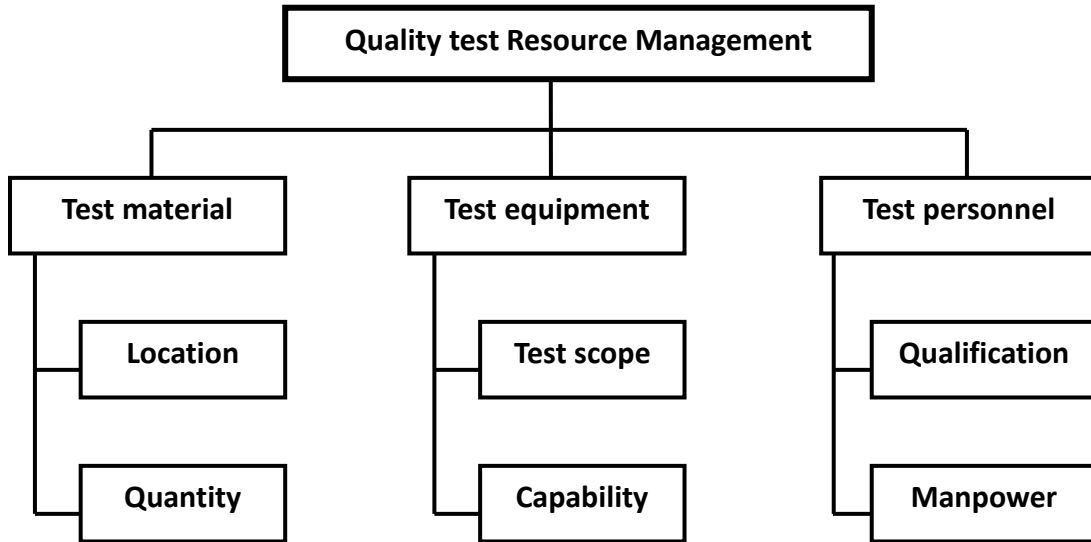 Quality test Resource Management
Test material
Test equipment
Test personnel
Location
Test scope
Qualification
Quantity
Capability
Manpower